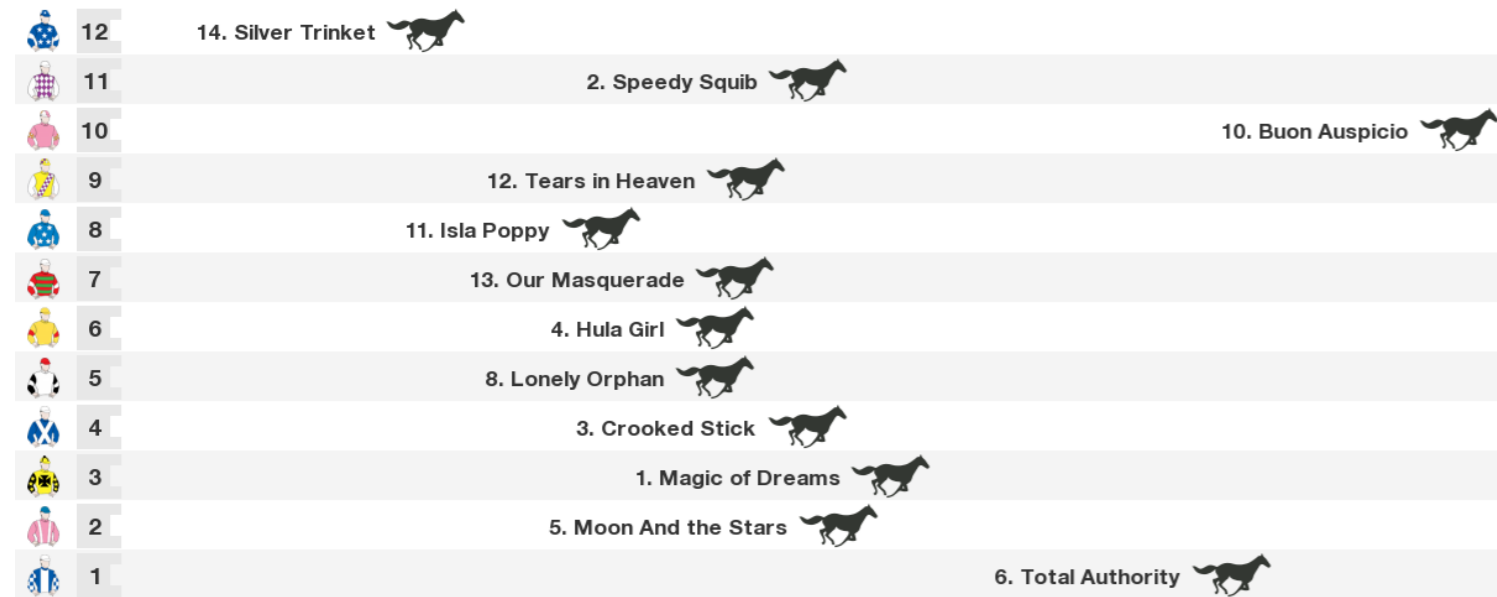 12 14. Silver Trinket
11 2. Speedy Squib
10 10. Buon Auspicio
9 12. Tears in Heaven
8 11. Isla Poppy
7 13. Our Masquerade
6 4. Hula Girl
5 8. Lonely Orphan
4 3. Crooked Stick
3 1. Magic of Dreams
2 5. Moon And the Stars
1 6. Total Authority